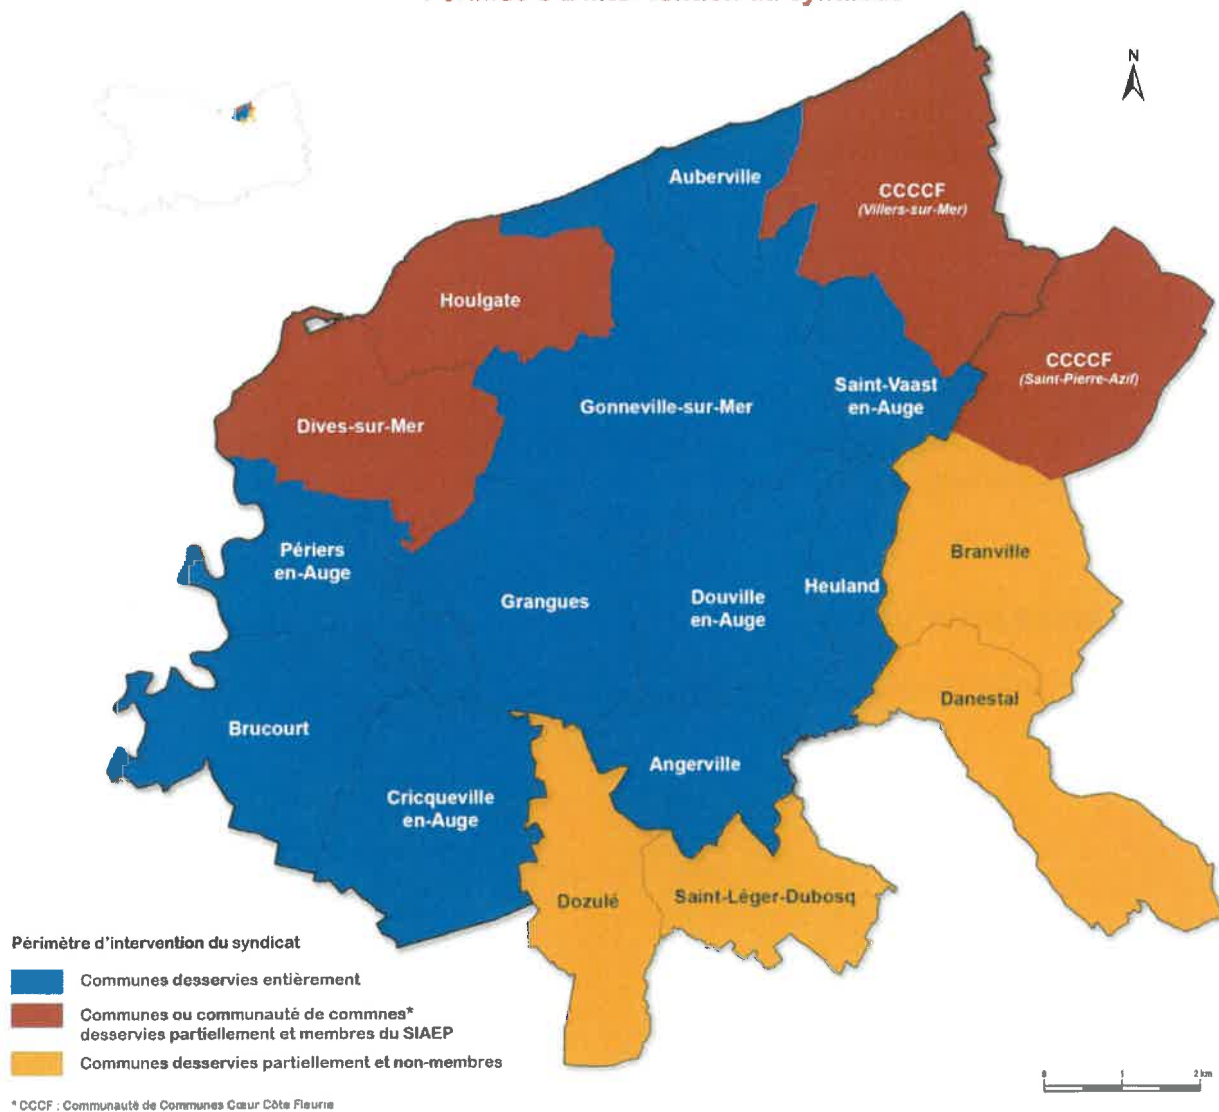 N
Auberville
CCCCF
(Villers-sur-Mer)
Houlgate
CCCCF
(Saint-Pierre-Azif)
Saint-Vaast
en-Auge
Gonneville-sur-Mer
Dives-sur-Mer
Périers
en-Auge
Branville
Heuland
Grangues
Douville
en-Auge
Danestal
Brucourt
Angerville
Cricqueville
en-Auge
Dozulé
Saint-Léger-Dubosq
Périmètre d'intervention du syndicat
Communes desservies entièrement
Communes ou communauté de commnes*
desservies partiellement et membres du SIAEP
Communes desservies partiellement et non-membres
0 1 2 km
* CCCF : Communauté de Communes Cœur Côte Fleurie